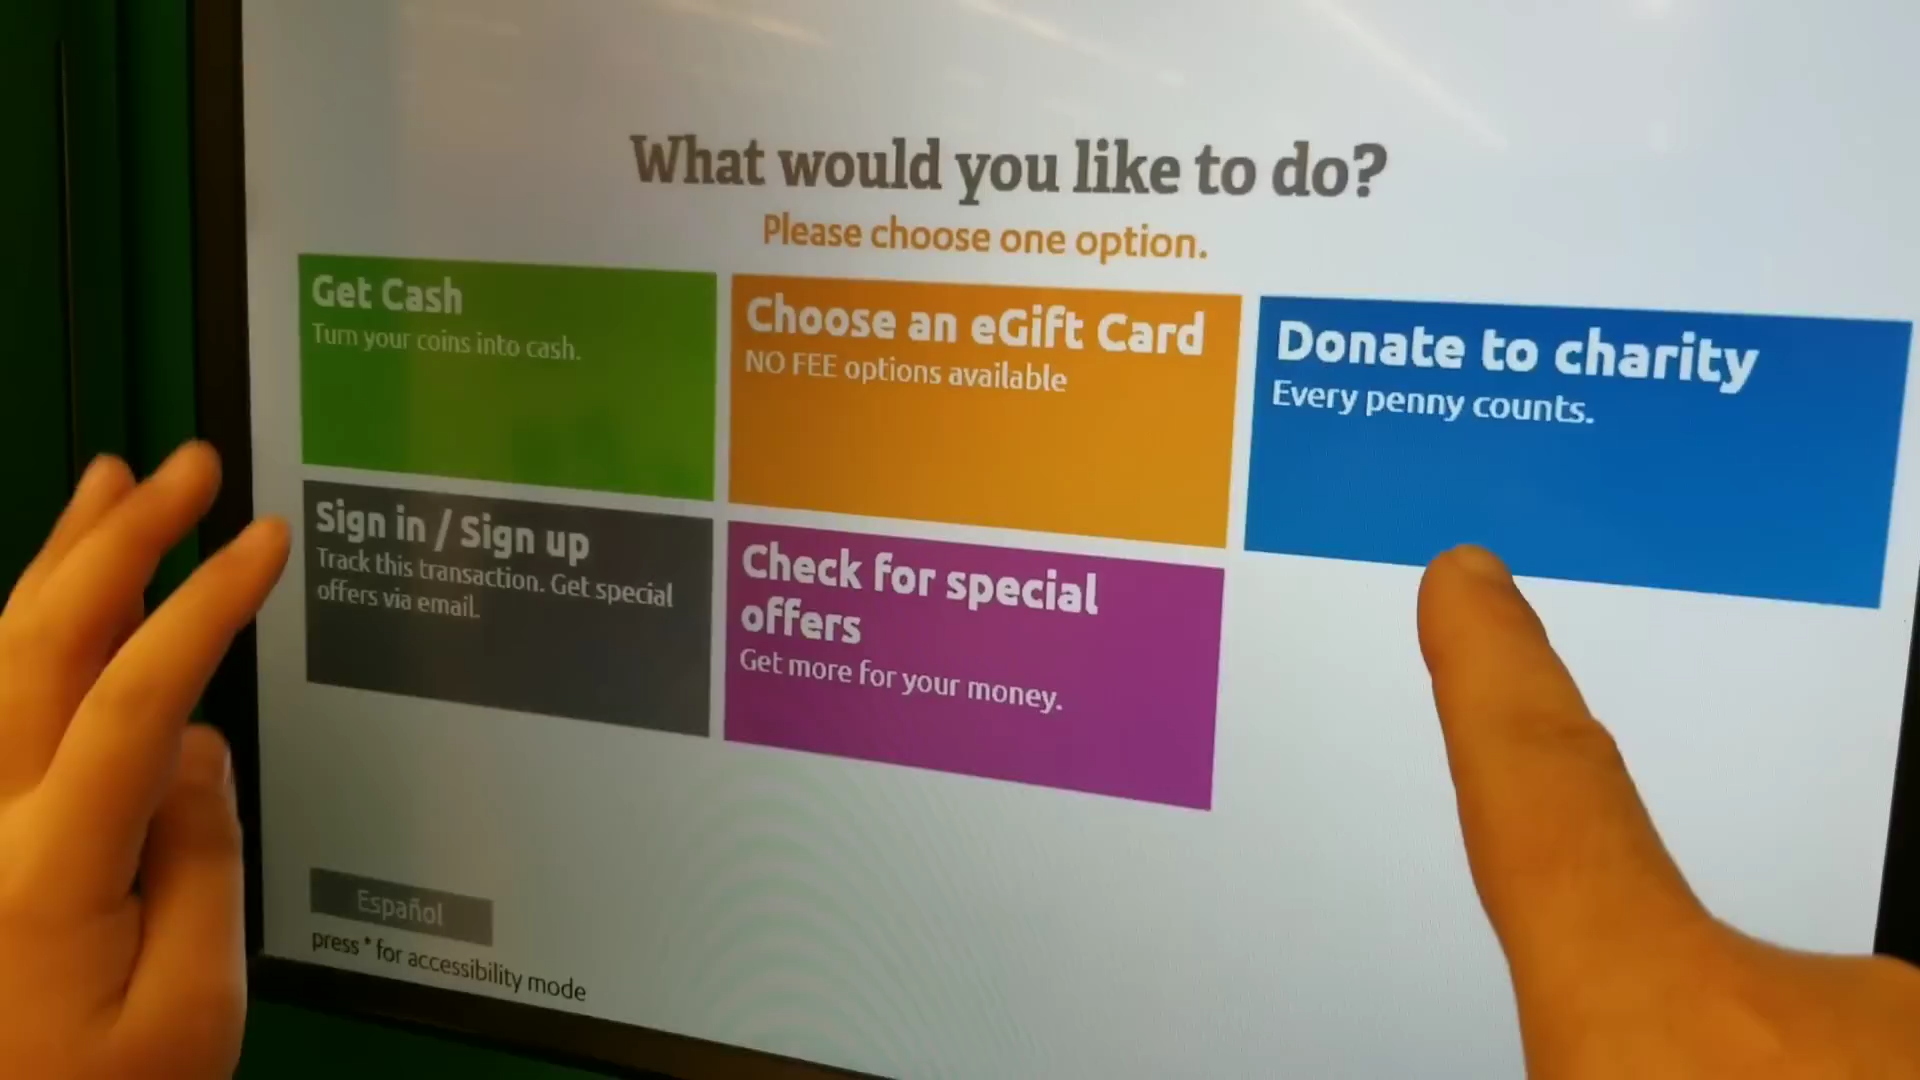 What would you like to do?
Please choose one option.
Get Cash
Turn your coins into cash.
Choose an eGift Card
NO FEE options available
Donate to charity
Every penny counts.
Sign in / Sign up
Track this transaction. Get special
offers via email.
Check for special
offers
Get more for your money.
Español
press * for accessibility mode